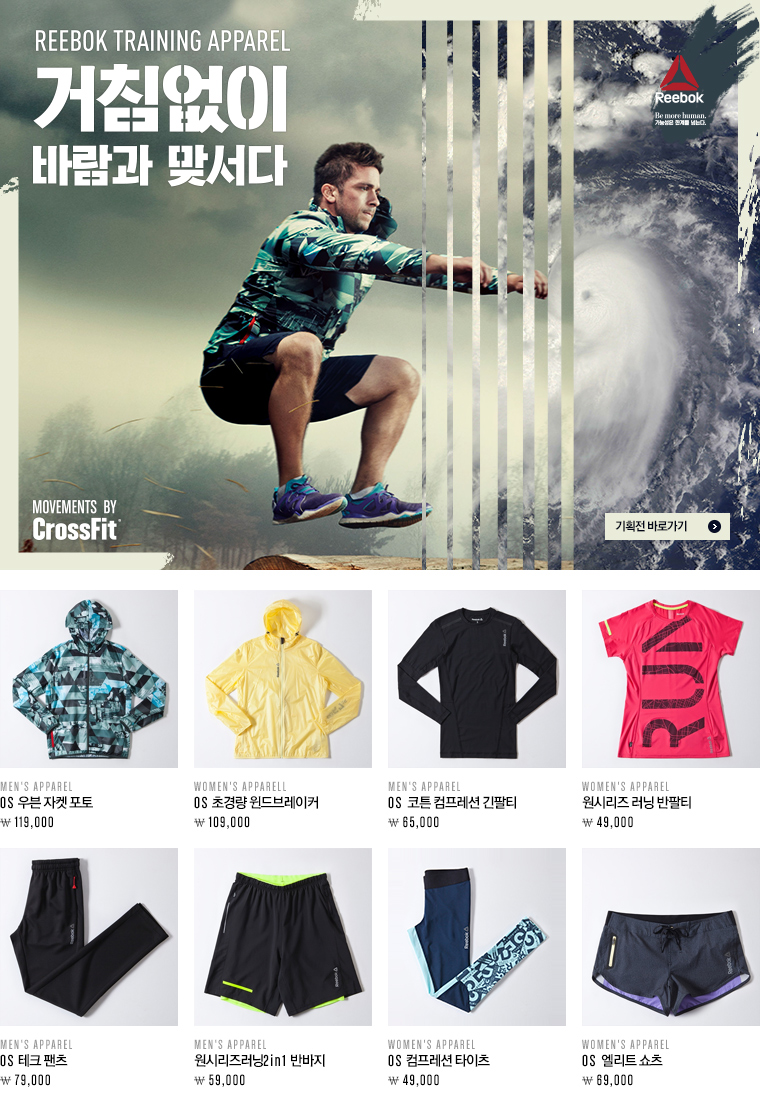 REEBOK TRAINING APPAREL
거침없이
바람과 맞서다
Reebok
Be more human.
가능성은 한계를 넘는다.
MOVEMENTS BY
CrossFit
기획전 바로가기
RUN
MEN'S APPAREL
OS 우븐 자켓 포토
₩ 119,000
WOMEN'S APPARELL
OS 초경량 윈드브레이커
₩ 109,000
MEN'S APPAREL
OS 코튼 컴프레션 긴팔티
₩ 65,000
WOMEN'S APPAREL
원시리즈 러닝 반팔티
₩ 49,000
MEN'S APPAREL
OS 테크 팬츠
₩ 79,000
MEN'S APPAREL
원시리즈러닝2in1 반바지
₩ 59,000
WOMEN'S APPAREL
OS 컴프레션 타이츠
₩ 49,000
WOMEN'S APPAREL
OS 엘리트 쇼츠
₩ 69,000